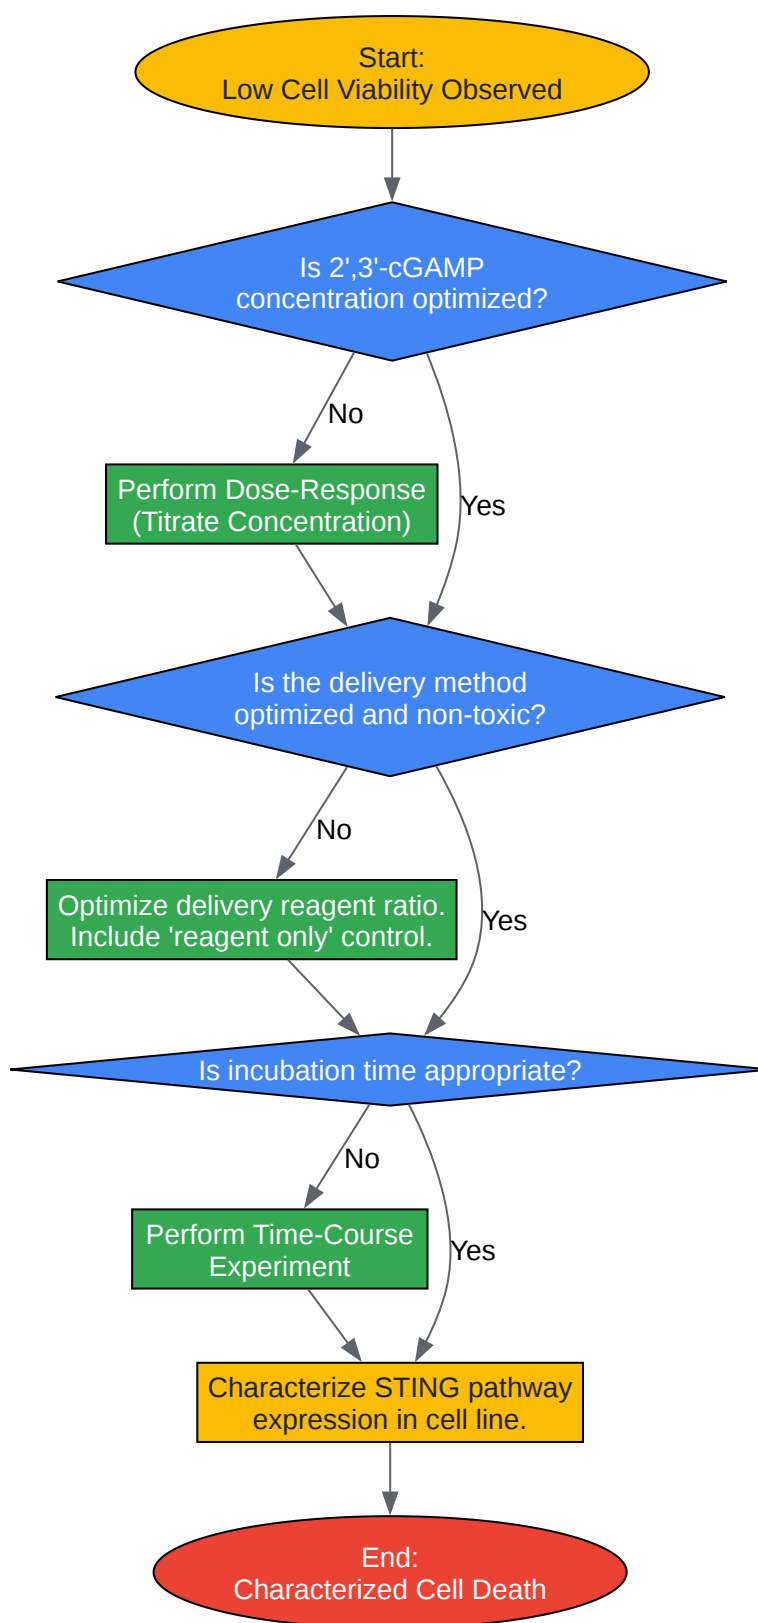 Start:
Low Cell Viability Observed
Is 2',3'-cGAMP
concentration optimized?
No
Perform Dose-Response
(Titrate Concentration)
Yes
Is the delivery method
optimized and non-toxic?
No
Optimize delivery reagent ratio.
Include 'reagent only' control.
Yes
Is incubation time appropriate?
No
Perform Time-Course
Experiment
Yes
Characterize STING pathway
expression in cell line.
End:
Characterized Cell Death